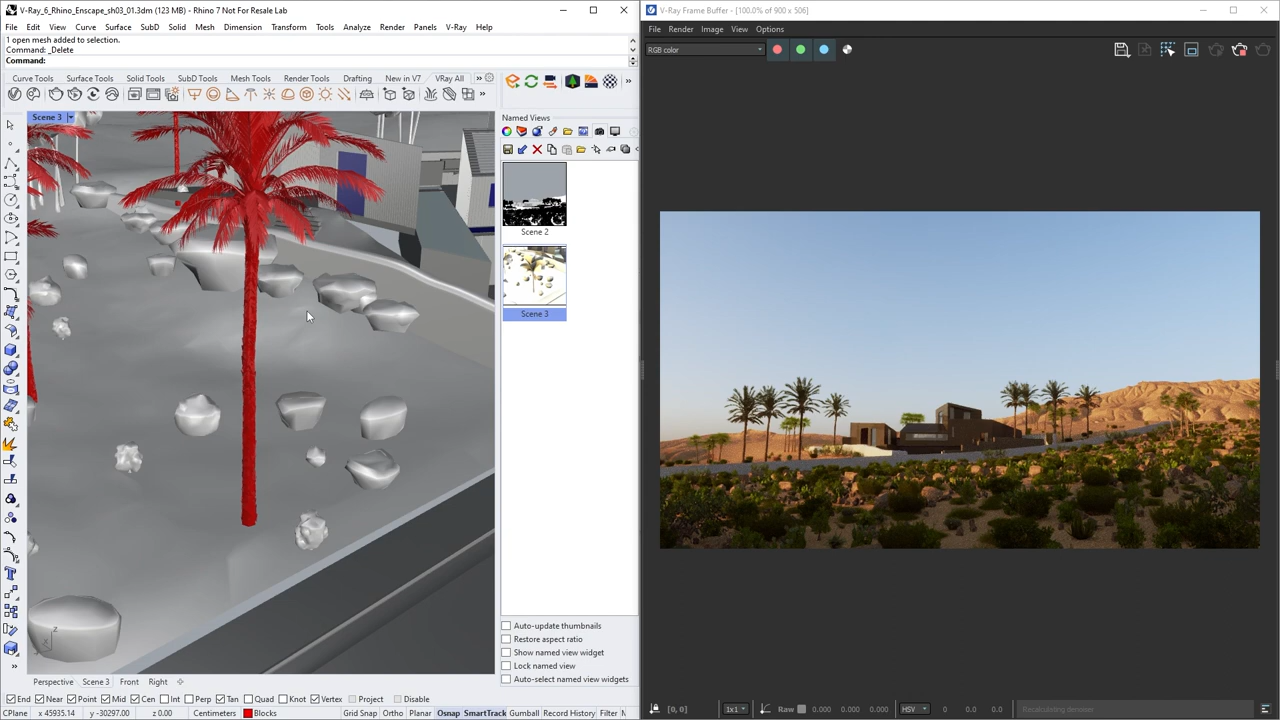 V-Ray_6_Rhino_Enscape_sh03_01.3dm (123 MB) - Rhino 7 Not For Resale Lab
File Edit View Curve Surface SubD Solid Mesh Dimension Transform Tools Analyze Render Panels V-Ray Help
1 open mesh added to selection.
Command: _Delete
Command:
Curve Tools Surface Tools Solid Tools SubD Tools Mesh Tools Render Tools Drafting New in V7 VRay All
Scene 3
Named Views
Scene 2
Scene 3
Auto-update thumbnails
Restore aspect ratio
Show named view widget
Lock named view
Auto-select named view widgets
z
Perspective Scene 3 Front Right
End Near Point Mid Cen Int Perp Tan Quad Knot Vertex Project Disable
Plane x 45935.14 y -30297.00 z 0.00 Centimeters Blocks Grid Snap Ortho Planar Osnap SmartTrack Gumball Record History Filter M
V-Ray Frame Buffer - [100.0% of 900 x 506]
File Render Image View Options
RGB color
[0, 0] 1x1 Raw 0.000 0.000 0.000 HSV 0 0.0 0.0 Recalculating denoiser